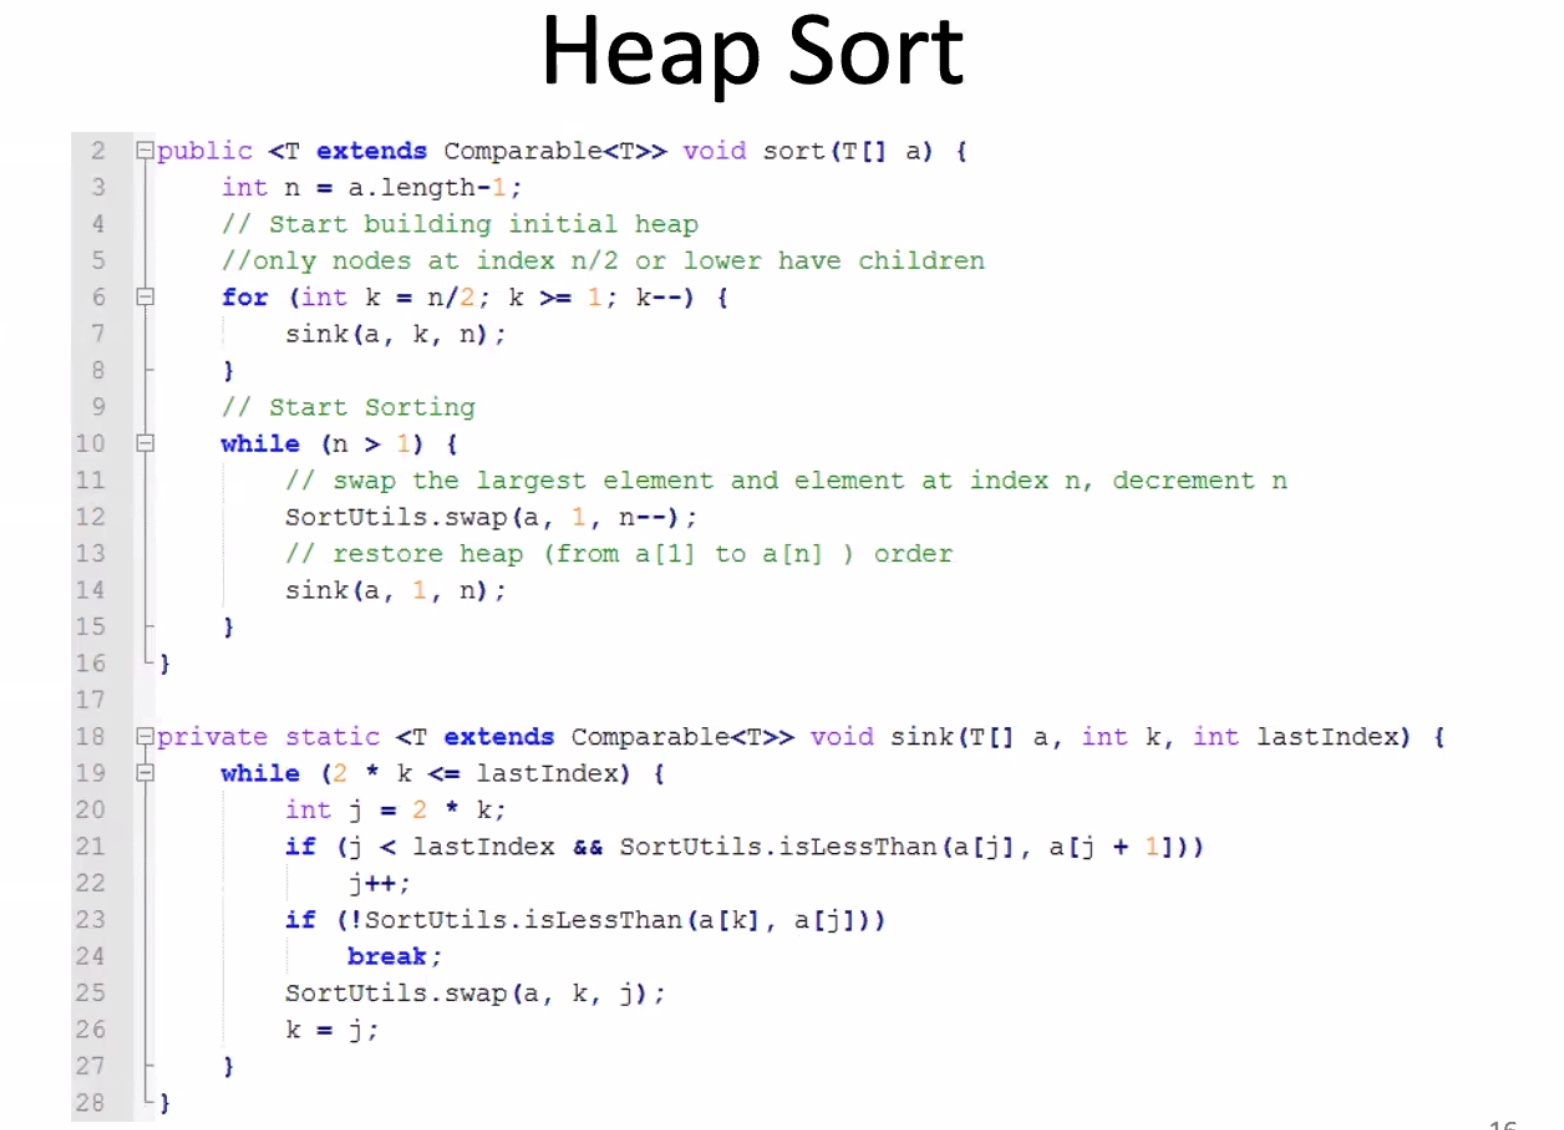 Heap Sort
2 public <T extends Comparable<T>> void sort(T[] a) {
3 int n = a.length-1;
4 // Start building initial heap
5 //only nodes at index n/2 or lower have children
6 for (int k = n/2; k >= 1; k--) {
7 sink(a, k, n);
8 }
9 // Start Sorting
10 while (n > 1) {
11 // swap the largest element and element at index n, decrement n
12 SortUtils.swap(a, 1, n--);
13 // restore heap (from a[1] to a[n] ) order
14 sink(a, 1, n);
15 }
16 }
17
18 private static <T extends Comparable<T>> void sink(T[] a, int k, int lastIndex) {
19 while (2 * k <= lastIndex) {
20 int j = 2 * k;
21 if (j < lastIndex && SortUtils.isLessThan(a[j], a[j + 1]))
22 j++;
23 if (!SortUtils.isLessThan(a[k], a[j]))
24 break;
25 SortUtils.swap(a, k, j);
26 k = j;
27 }
28 }